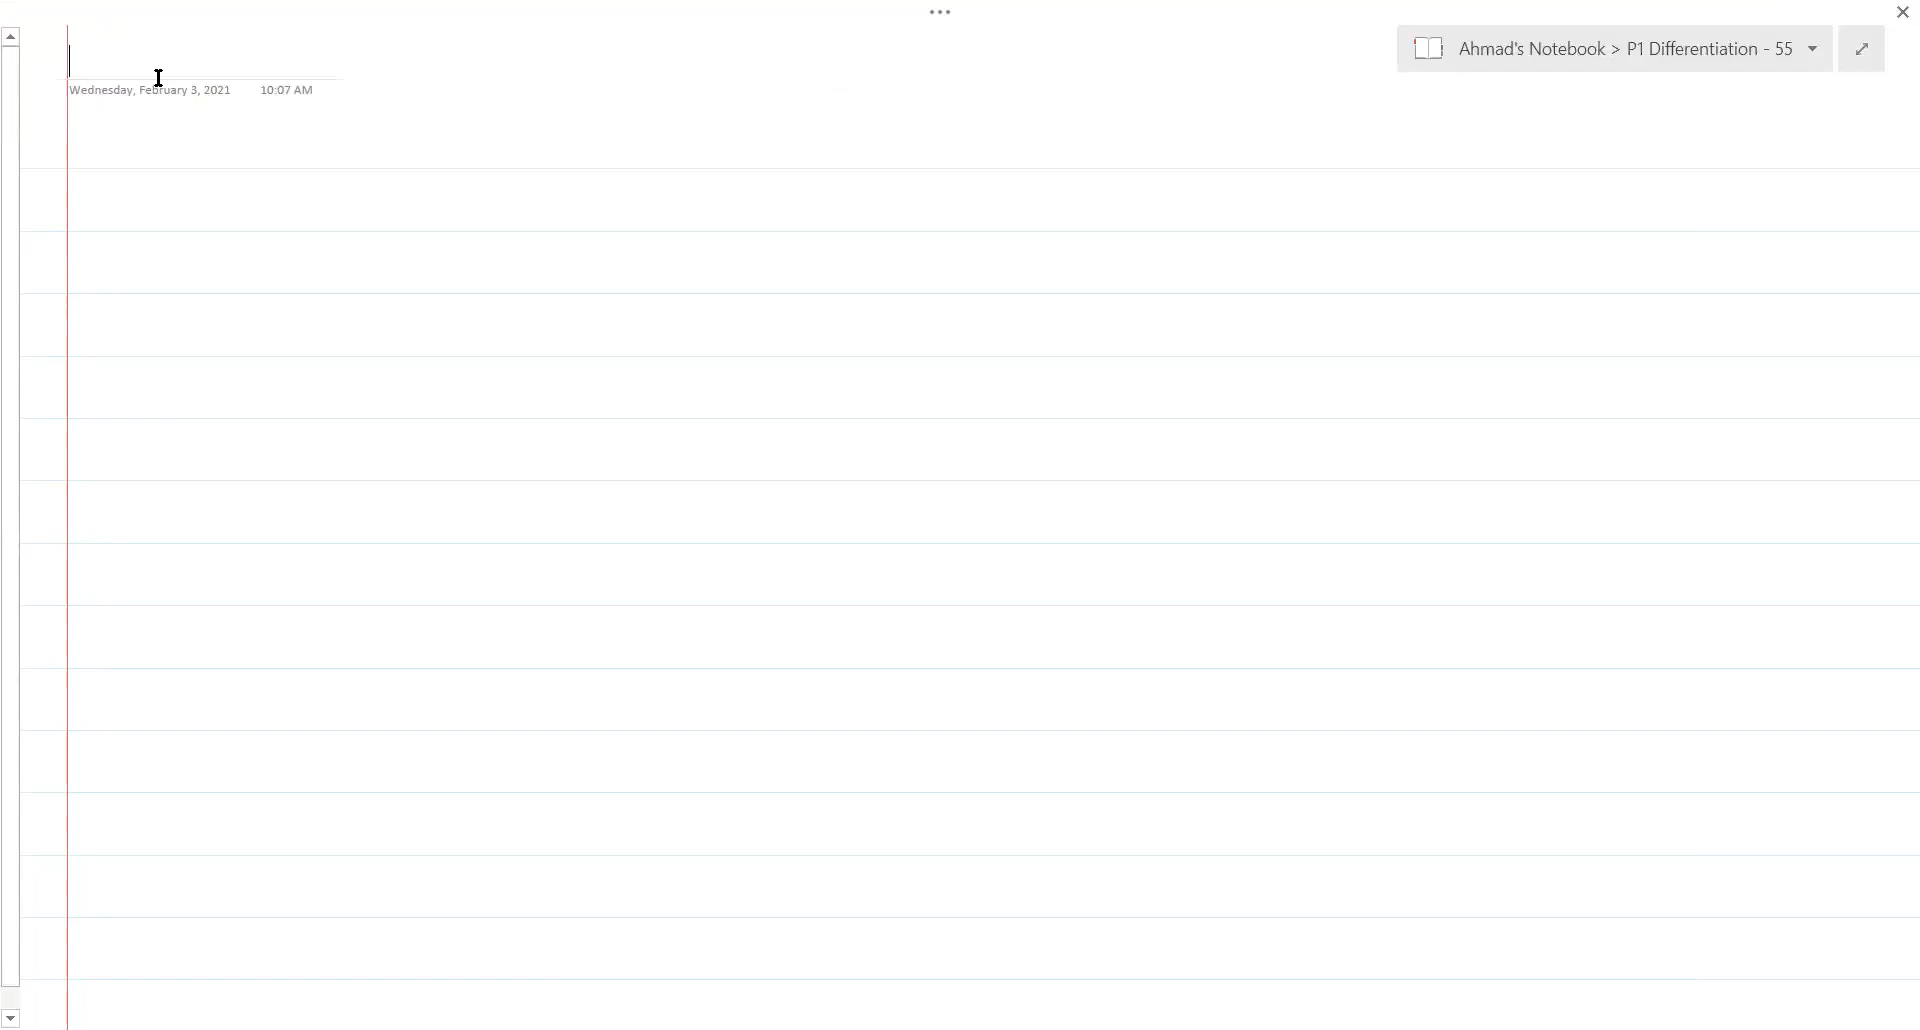 Ahmad's Notebook > P1 Differentiation - 55
Wednesday, February 3, 2021 10:07 AM